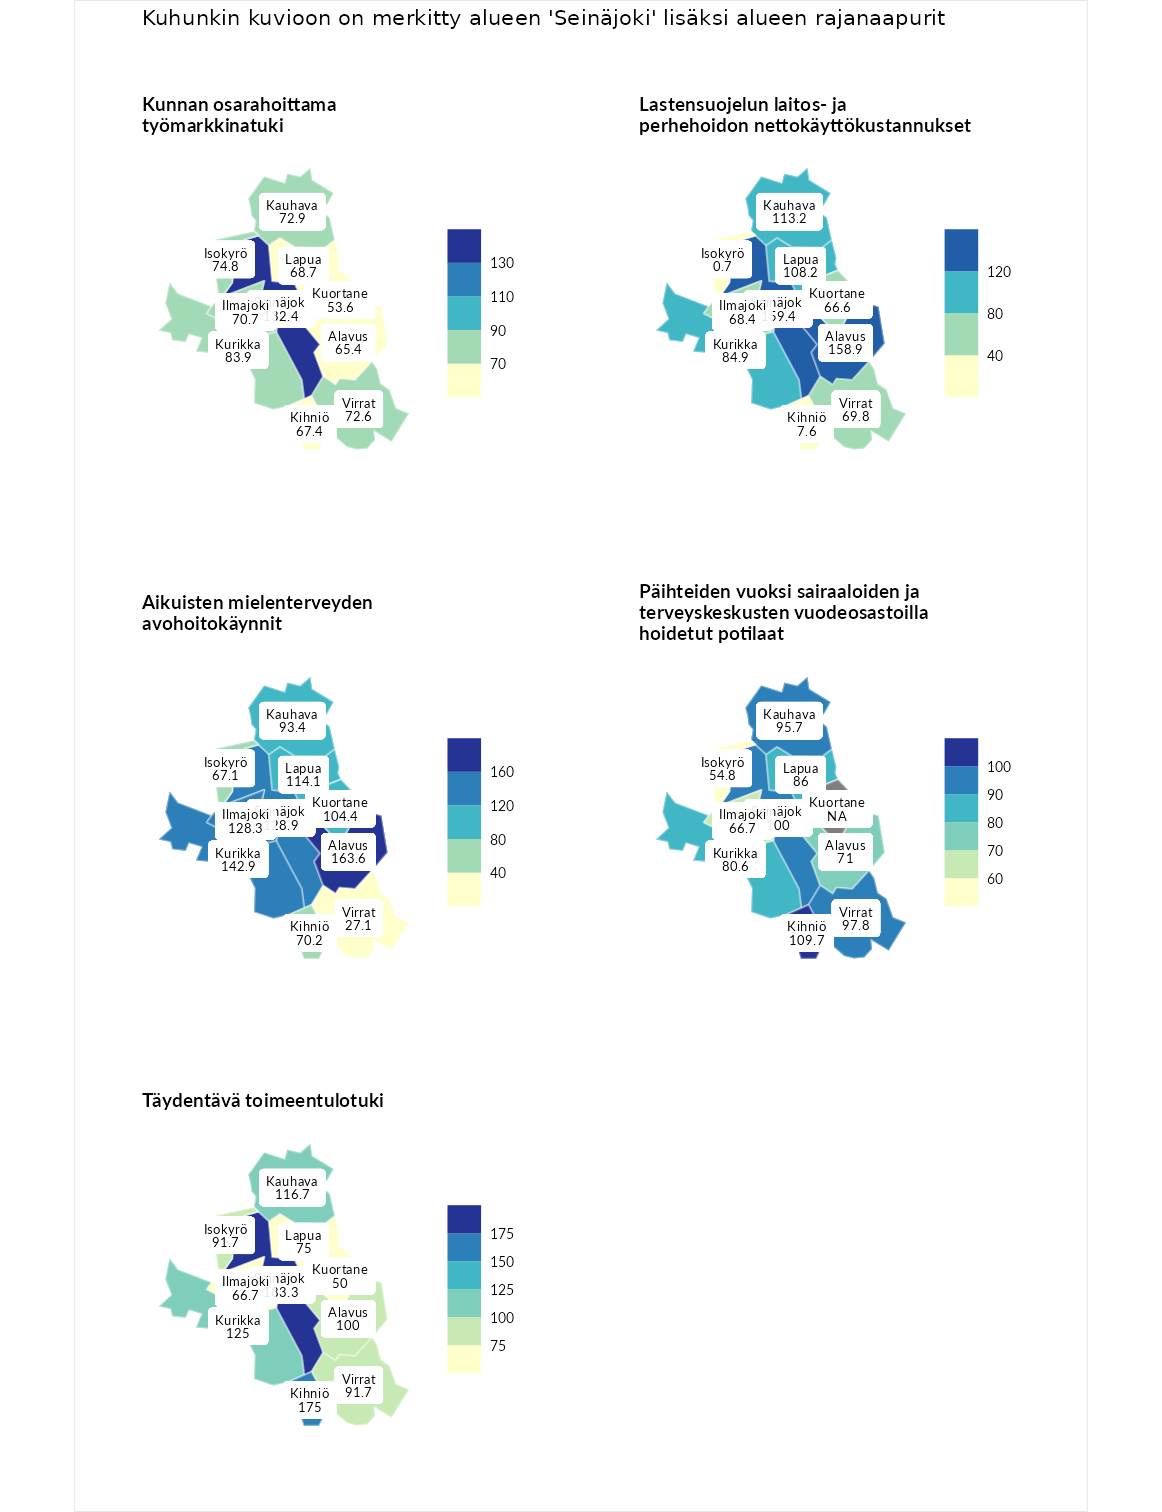 Kuhunkin kuvioon on merkitty alueen 'Seinäjoki' lisäksi alueen rajanaapurit
Kunnan osarahoittama
työmarkkinatuki
Kauhava
72.9
Isokyrö
74.8
Lapua
68.7
Kuortane
53.6
Ilmajoki
70.7
Alavus
65.4
Kurikka
83.9
Virrat
72.6
Kihniö
67.4
130
110
90
70
Lastensuojelun laitos- ja
perhehoidon nettokäyttökustannukset
Kauhava
113.2
Isokyrö
0.7
Lapua
108.2
Kuortane
66.6
Ilmajoki
68.4
Alavus
158.9
Kurikka
84.9
Virrat
69.8
Kihniö
7.6
120
80
40
Aikuisten mielenterveyden
avohoitokäynnit
Kauhava
93.4
Isokyrö
67.1
Lapua
114.1
Kuortane
104.4
Ilmajoki
128.3
Alavus
163.6
Kurikka
142.9
Virrat
27.1
Kihniö
70.2
160
120
80
40
Päihteiden vuoksi sairaaloiden ja
terveyskeskusten vuodeosastoilla
hoidetut potilaat
Kauhava
95.7
Isokyrö
54.8
Lapua
86
Kuortane
NA
Ilmajoki
66.7
Alavus
71
Kurikka
80.6
Virrat
97.8
Kihniö
109.7
100
90
80
70
60
Täydentävä toimeentulotuki
Kauhava
116.7
Isokyrö
91.7
Lapua
75
Kuortane
50
Ilmajoki
66.7
Alavus
100
Kurikka
125
Virrat
91.7
Kihniö
175
175
150
125
100
75